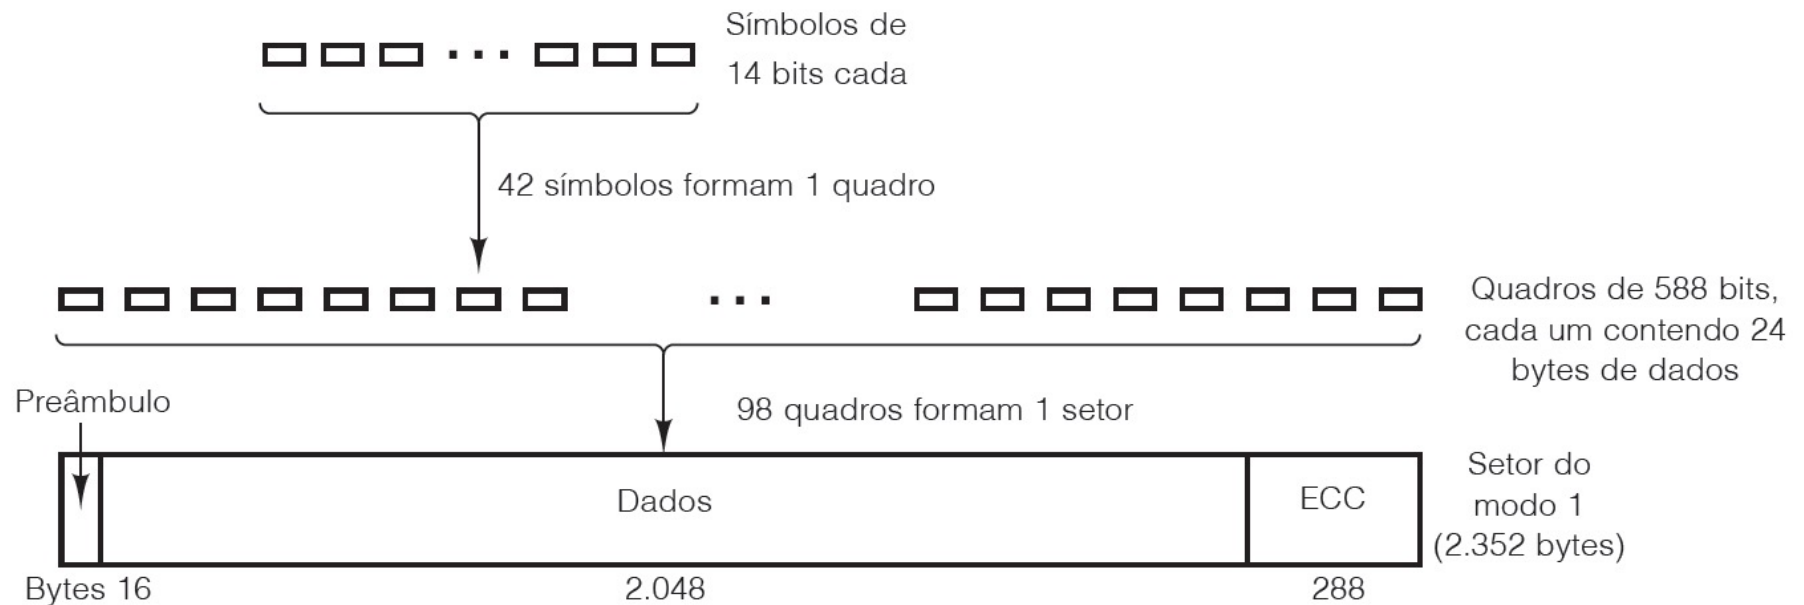 Símbolos de
14 bits cada
42 símbolos formam 1 quadro
Quadros de 588 bits,
cada um contendo 24
bytes de dados
Preâmbulo
98 quadros formam 1 setor
Dados
ECC
Setor do
modo 1
(2.352 bytes)
Bytes 16
2.048
288